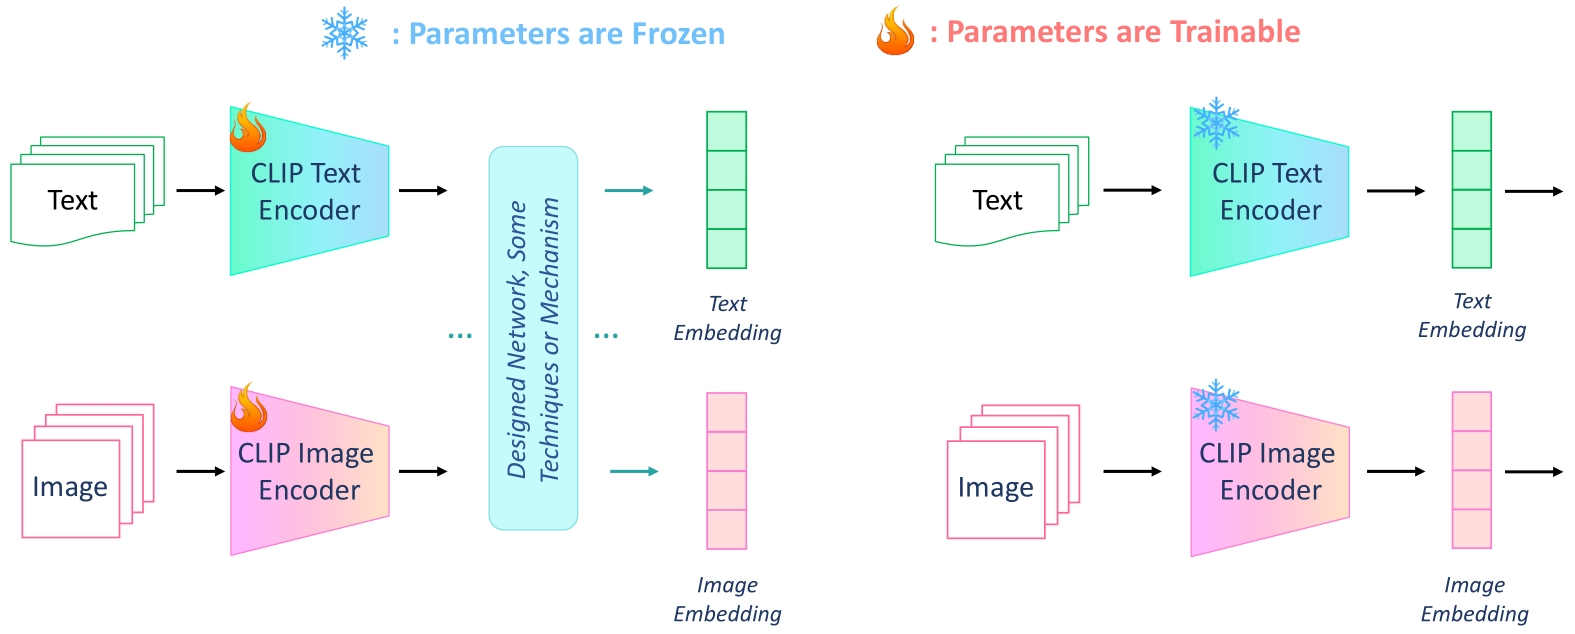 : Parameters are Frozen
: Parameters are Trainable
Text
CLIP Text
Encoder
Designed Network, Some
Techniques or Mechanism
...
...
Text
Embedding
Image
CLIP Image
Encoder
Image
Embedding
Text
CLIP Text
Encoder
Text
Embedding
Image
CLIP Image
Encoder
Image
Embedding